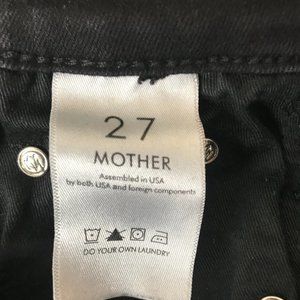 27
MOTHER
Assembled in USA
by both USA and foreign components
DO YOUR OWN LAUNDRY